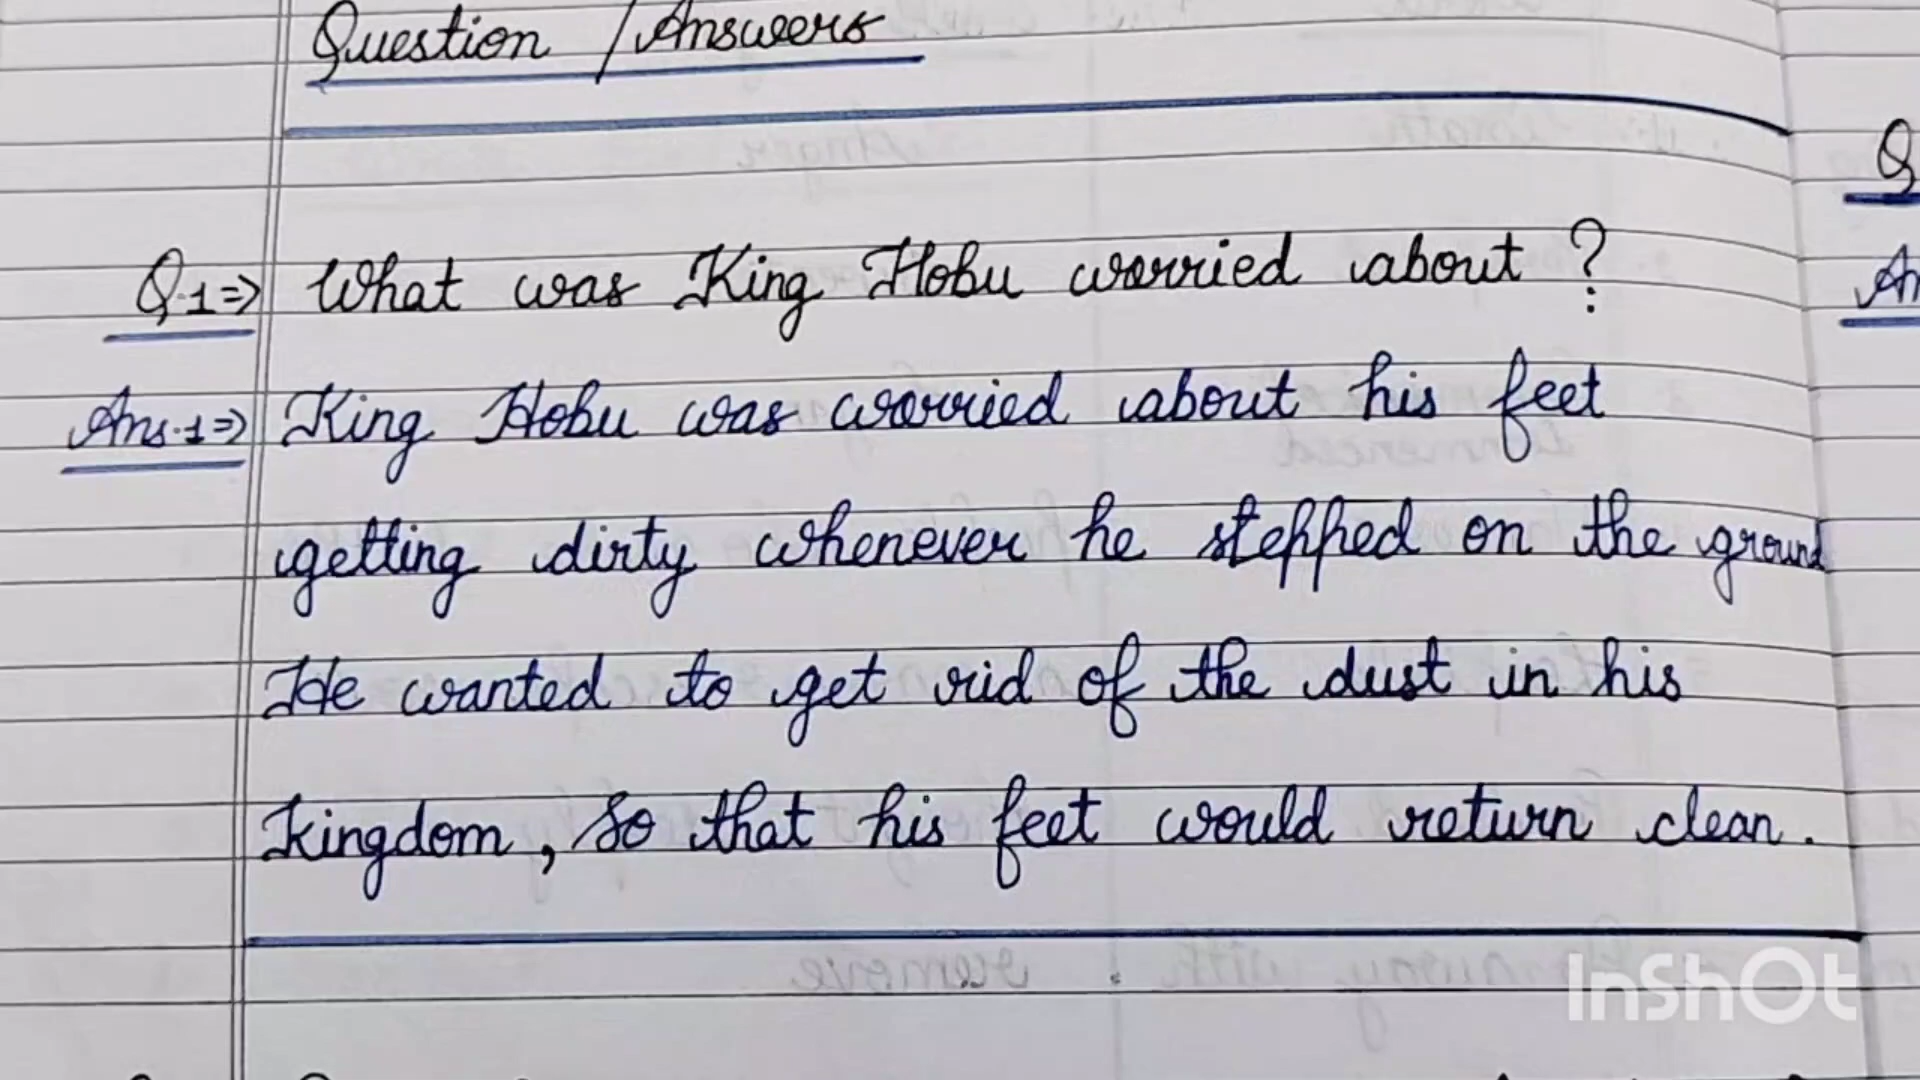 Question / Answers
Q.1⇒ What was King Hobu worried about ?
Ans.1⇒ King Hobu was worried about his feet
getting dirty whenever he stepped on the ground
He wanted to get rid of the dust in his
Kingdom, so that his feet would return clean.
Q
An
InShOt